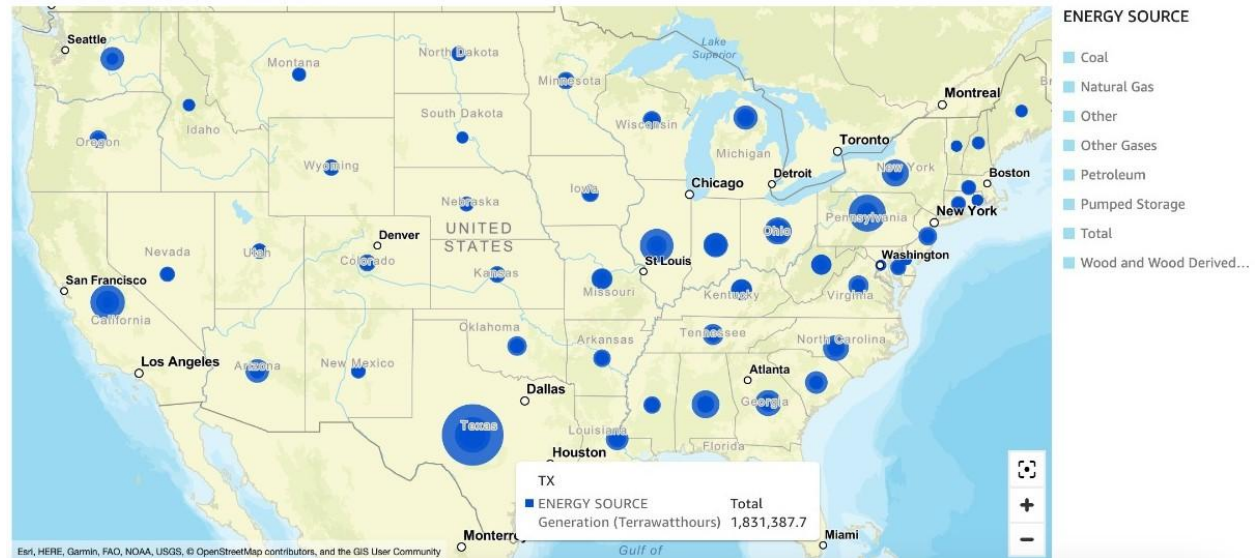 ENERGY SOURCE
Coal
Natural Gas
Other
Other Gases
Petroleum
Pumped Storage
Total
Wood and Wood Derived...
Seattle
Montana
North Dakota
Minnesota
Lake
Superior
Montreal
Oregon
Idaho
South Dakota
Wisconsin
Michigan
Toronto
New York
Boston
Wyoming
Iowa
Chicago
Detroit
Nebraska
UNITED
STATES
Ohio
Pennsylvania
New York
Nevada
Utah
Denver
Colorado
Kansas
St Louis
Missouri
Kentucky
Virginia
Washington
San Francisco
California
Los Angeles
Arizona
New Mexico
Oklahoma
Arkansas
Tennessee
North Carolina
Atlanta
Georgia
Dallas
Texas
Louisiana
Florida
Houston
TX
ENERGY SOURCE Total
Generation (Terrawatthours) 1,831,387.7
Monterrey
Gulf of
Miami
+
−
Esri, HERE, Garmin, FAO, NOAA, USGS, © OpenStreetMap contributors, and the GIS User Community